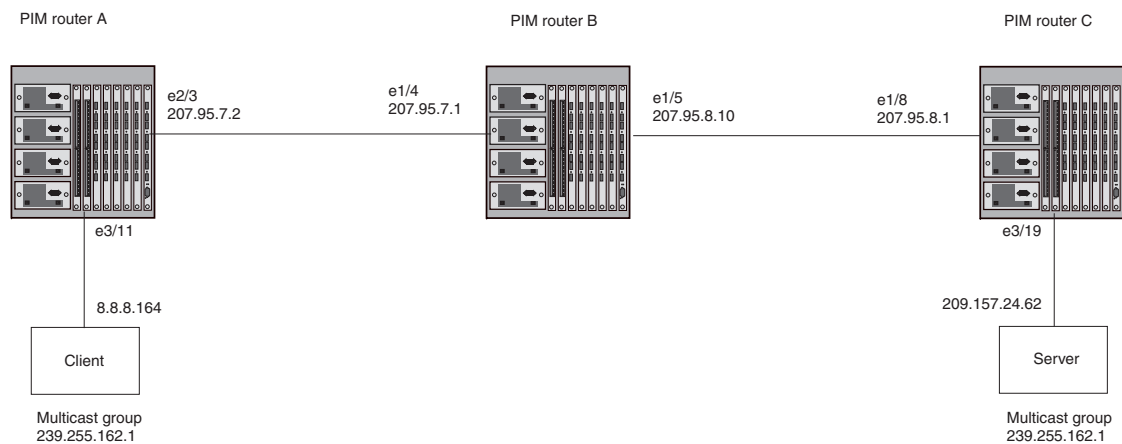 PIM router A
PIM router B
PIM router C
e2/3
207.95.7.2
e1/4
207.95.7.1
e1/5
207.95.8.10
e1/8
207.95.8.1
e3/11
e3/19
8.8.8.164
209.157.24.62
Client
Server
Multicast group
239.255.162.1
Multicast group
239.255.162.1